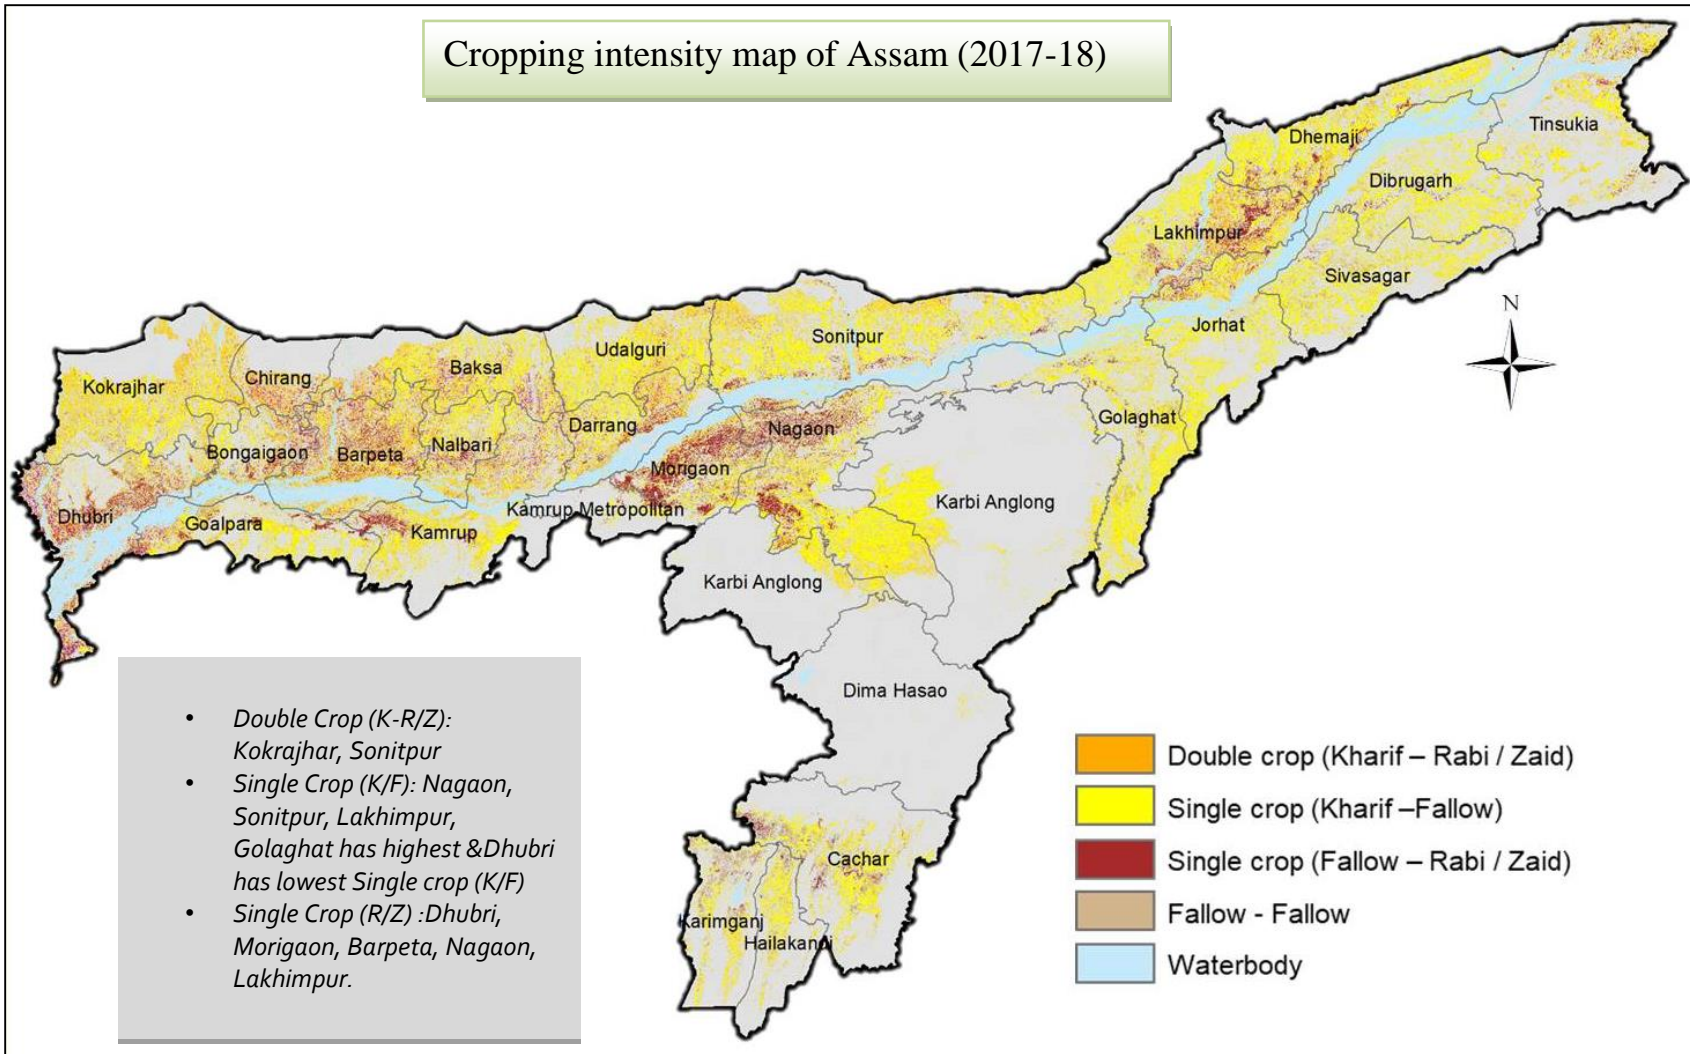 Cropping intensity map of Assam (2017-18)
Tinsukia
Dhemaji
Dibrugarh
Lakhimpur
Sivasagar
N
Jorhat
Sonitpur
Udalguri
Baksa
Chirang
Kokrajhar
Golaghat
Darrang
Nagaon
Nalbari
Bongaigaon
Barpeta
Morigaon
Karbi Anglong
Kamrup Metropolitan
Dhubri
Goalpara
Kamrup
Karbi Anglong
Dima Hasao
Cachar
Karimganj
Hailakandi
• Double Crop (K-R/Z):
Kokrajhar, Sonitpur
• Single Crop (K/F): Nagaon,
Sonitpur, Lakhimpur,
Golaghat has highest &Dhubri
has lowest Single crop (K/F)
• Single Crop (R/Z) :Dhubri,
Morigaon, Barpeta, Nagaon,
Lakhimpur.
Double crop (Kharif – Rabi / Zaid)
Single crop (Kharif –Fallow)
Single crop (Fallow – Rabi / Zaid)
Fallow - Fallow
Waterbody